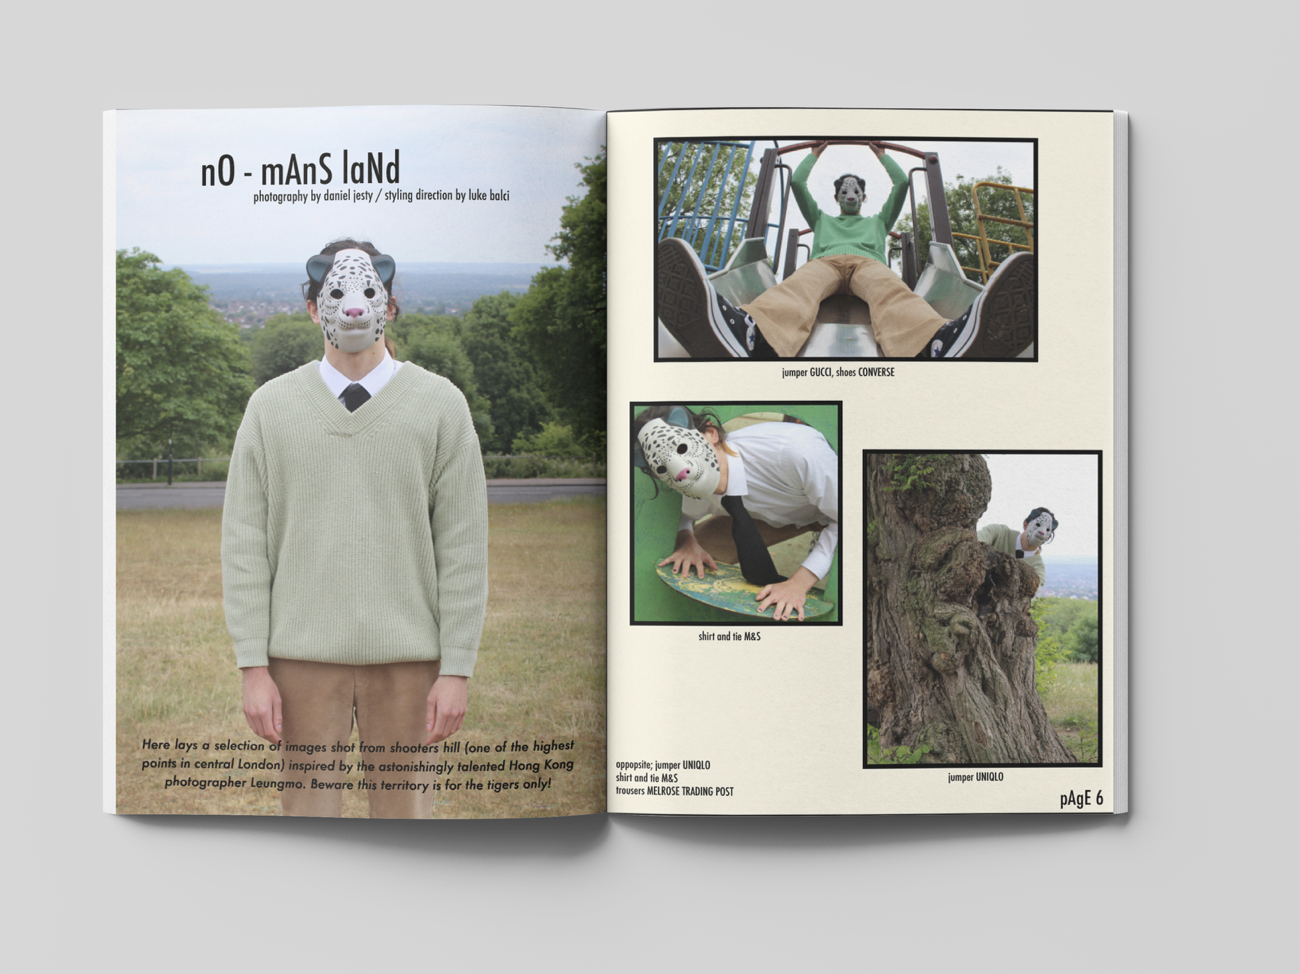 nO - mAnS laNd
photography by daniel jesty / styling direction by luke balci
Here lays a selection of images shot from shooters hill (one of the highest
points in central London) inspired by the astonishingly talented Hong Kong
photographer Leungmo. Beware this territory is for the tigers only!
jumper GUCCI, shoes CONVERSE
shirt and tie M&S
jumper UNIQLO
oppopsite; jumper UNIQLO
shirt and tie M&S
trousers MELROSE TRADING POST
pAgE 6